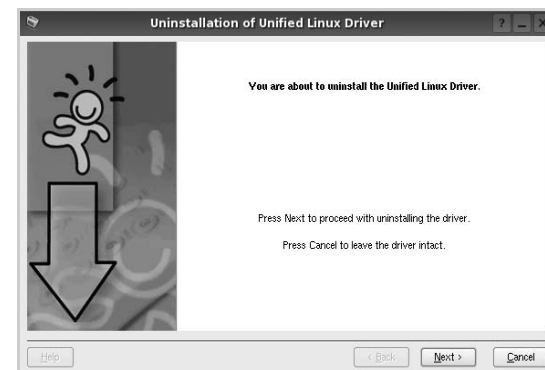 Uninstallation of Unified Linux Driver
You are about to uninstall the Unified Linux Driver.
Press Next to proceed with uninstalling the driver.
Press Cancel to leave the driver intact.
Help
< Back
Next >
Cancel